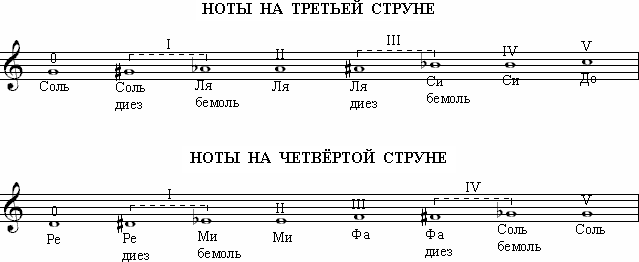 НОТЫ НА ТРЕТЬЕЙ СТРУНЕ
0 I II III IV V
Соль Соль Ля Ля Ля Си Си До
диез бемоль диез бемоль
НОТЫ НА ЧЕТВЁРТОЙ СТРУНЕ
0 I II III IV V
Ре Ре Ми Ми Фа Фа Соль Соль
диез бемоль диез бемоль